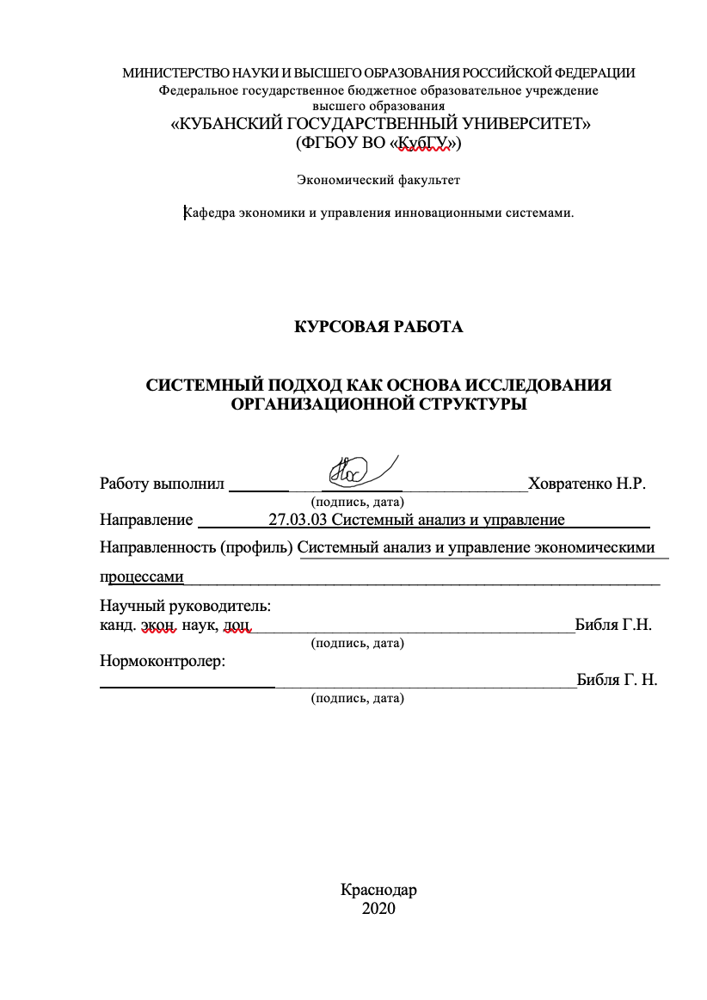 МИНИСТЕРСТВО НАУКИ И ВЫСШЕГО ОБРАЗОВАНИЯ РОССИЙСКОЙ ФЕДЕРАЦИИ
Федеральное государственное бюджетное образовательное учреждение
высшего образования
«КУБАНСКИЙ ГОСУДАРСТВЕННЫЙ УНИВЕРСИТЕТ»
(ФГБОУ ВО «КубГУ»)
Экономический факультет
Кафедра экономики и управления инновационными системами.
КУРСОВАЯ РАБОТА
СИСТЕМНЫЙ ПОДХОД КАК ОСНОВА ИССЛЕДОВАНИЯ
ОРГАНИЗАЦИОННОЙ СТРУКТУРЫ
Работу выполнил Ховратенко Н.Р.
(подпись, дата)
Направление 27.03.03 Системный анализ и управление
Направленность (профиль) Системный анализ и управление экономическими
процессами
Научный руководитель:
канд. экон. наук, доц. Библя Г.Н.
(подпись, дата)
Нормоконтролер:
Библя Г. Н.
(подпись, дата)
Краснодар
2020